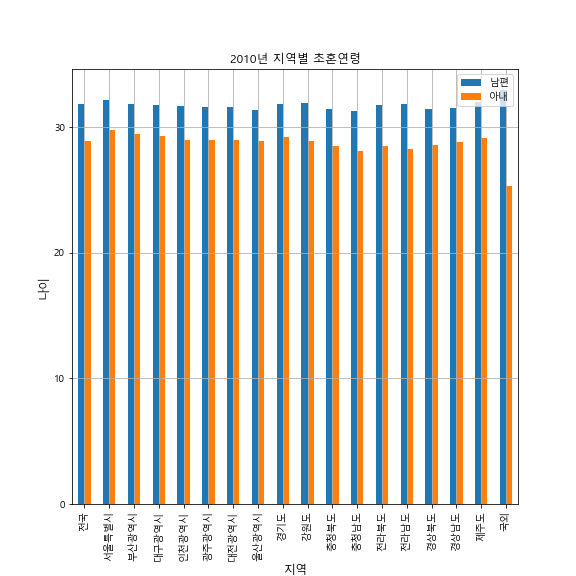 2010년 지역별 초혼연령
남편
아내
나이
30
20
10
0
전국
서울특별시
부산광역시
대구광역시
인천광역시
광주광역시
대전광역시
울산광역시
경기도
강원도
충청북도
충청남도
전라북도
전라남도
경상북도
경상남도
제주도
국외
지역